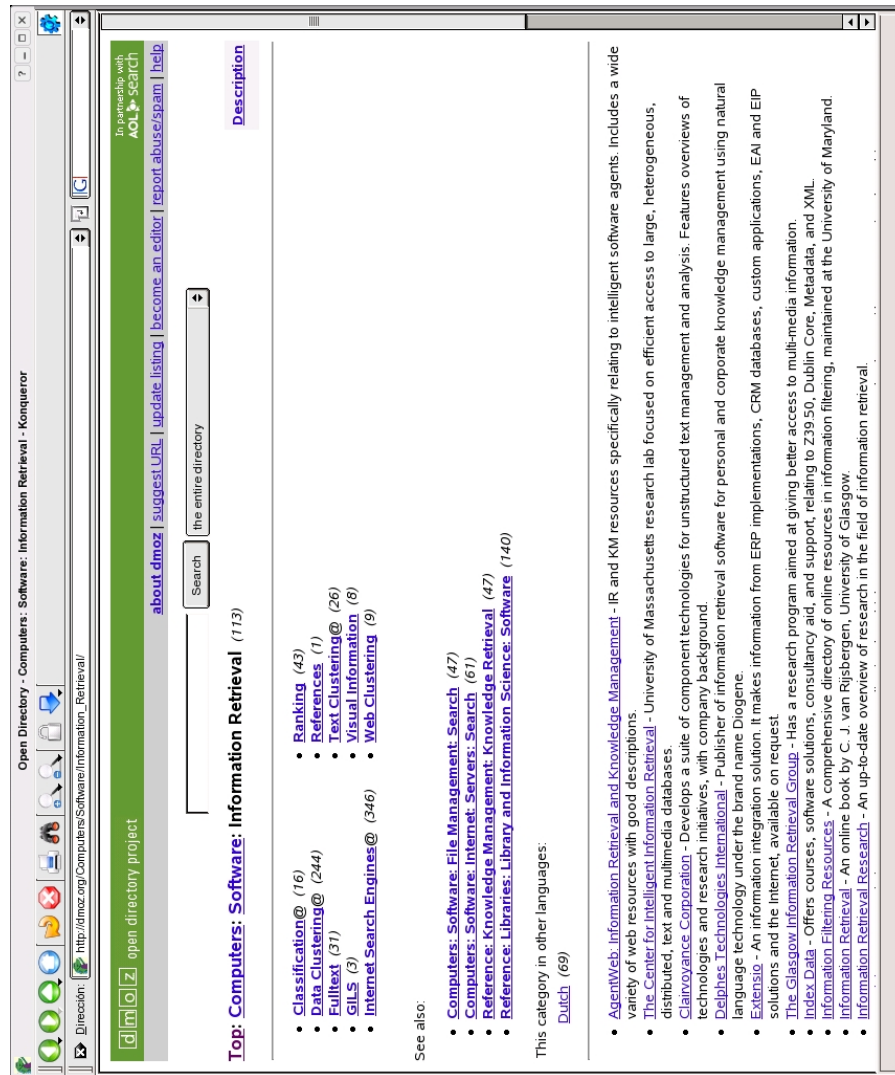 Open Directory - Computers: Software: Information Retrieval - Konqueror
Dirección: http://dmoz.org/Computers/Software/Information_Retrieval/
dmoz open directory project
In partnership with
AOL search
about dmoz | suggest URL | update listing | become an editor | report abuse/spam | help
Search the entire directory
Top: Computers: Software: Information Retrieval (113)
Description
• Classification@ (16)
• Data Clustering@ (244)
• Fulltext (31)
• GILS (3)
• Internet Search Engines@ (346)
• Ranking (43)
• References (1)
• Text Clustering@ (26)
• Visual Information (8)
• Web Clustering (9)
See also:
• Computers: Software: File Management: Search (47)
• Computers: Software: Internet: Servers: Search (61)
• Reference: Knowledge Management: Knowledge Retrieval (47)
• Reference: Libraries: Library and Information Science: Software (140)
This category in other languages:
Dutch (69)
• AgentWeb: Information Retrieval and Knowledge Management - IR and KM resources specifically relating to intelligent software agents. Includes a wide
variety of web resources with good descriptions.
• The Center for Intelligent Information Retrieval - University of Massachusetts research lab focused on efficient access to large, heterogeneous,
distributed, text and multimedia databases.
• Clairvoyance Corporation - Develops a suite of component technologies for unstructured text management and analysis. Features overviews of
technologies and research initiatives, with company background.
• Delphes Technologies International - Publisher of information retrieval software for personal and corporate knowledge management using natural
language technology under the brand name Diogene.
• Extensio - An information integration solution. It makes information from ERP implementations, CRM databases, custom applications, EAI and EIP
solutions and the Internet, available on request.
• The Glasgow Information Retrieval Group - Has a research program aimed at giving better access to multi-media information.
• Index Data - Offers courses, software solutions, consultancy aid, and support, relating to Z39.50, Dublin Core, Metadata, and XML.
• Information Filtering Resources - A comprehensive directory of online resources in information filtering, maintained at the University of Maryland.
• Information Retrieval - An online book by C. J. van Rijsbergen, University of Glasgow.
• Information Retrieval Research - An up-to-date overview of research in the field of information retrieval.